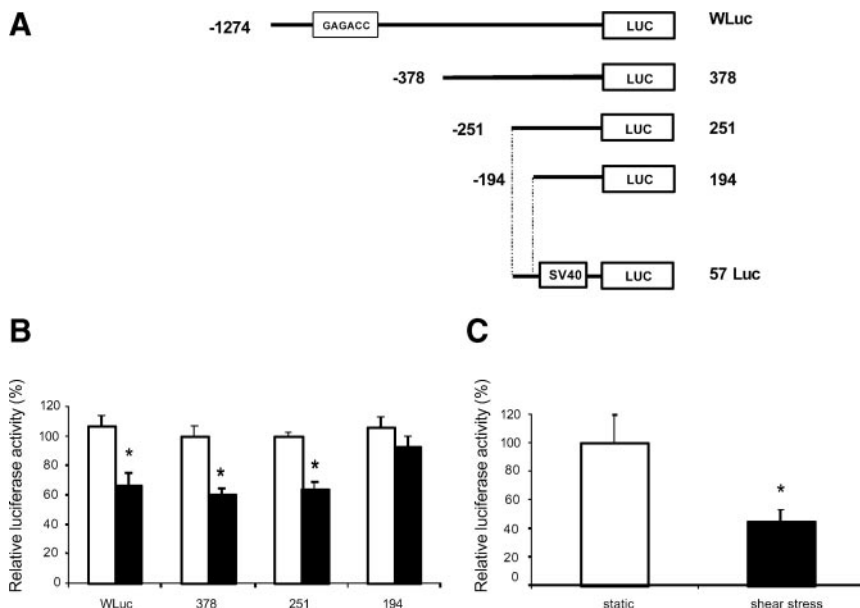 A
-1274
GAGACC
LUC
WLuc
-378
LUC
378
-251
LUC
251
-194
LUC
194
SV40
LUC
57 Luc
B
Relative luciferase activity (%)
120
100
80
60
40
20
0
*
*
*
WLuc
378
251
194
C
Relative luciferase activity (%)
120
100
80
60
40
20
0
*
static
shear stress